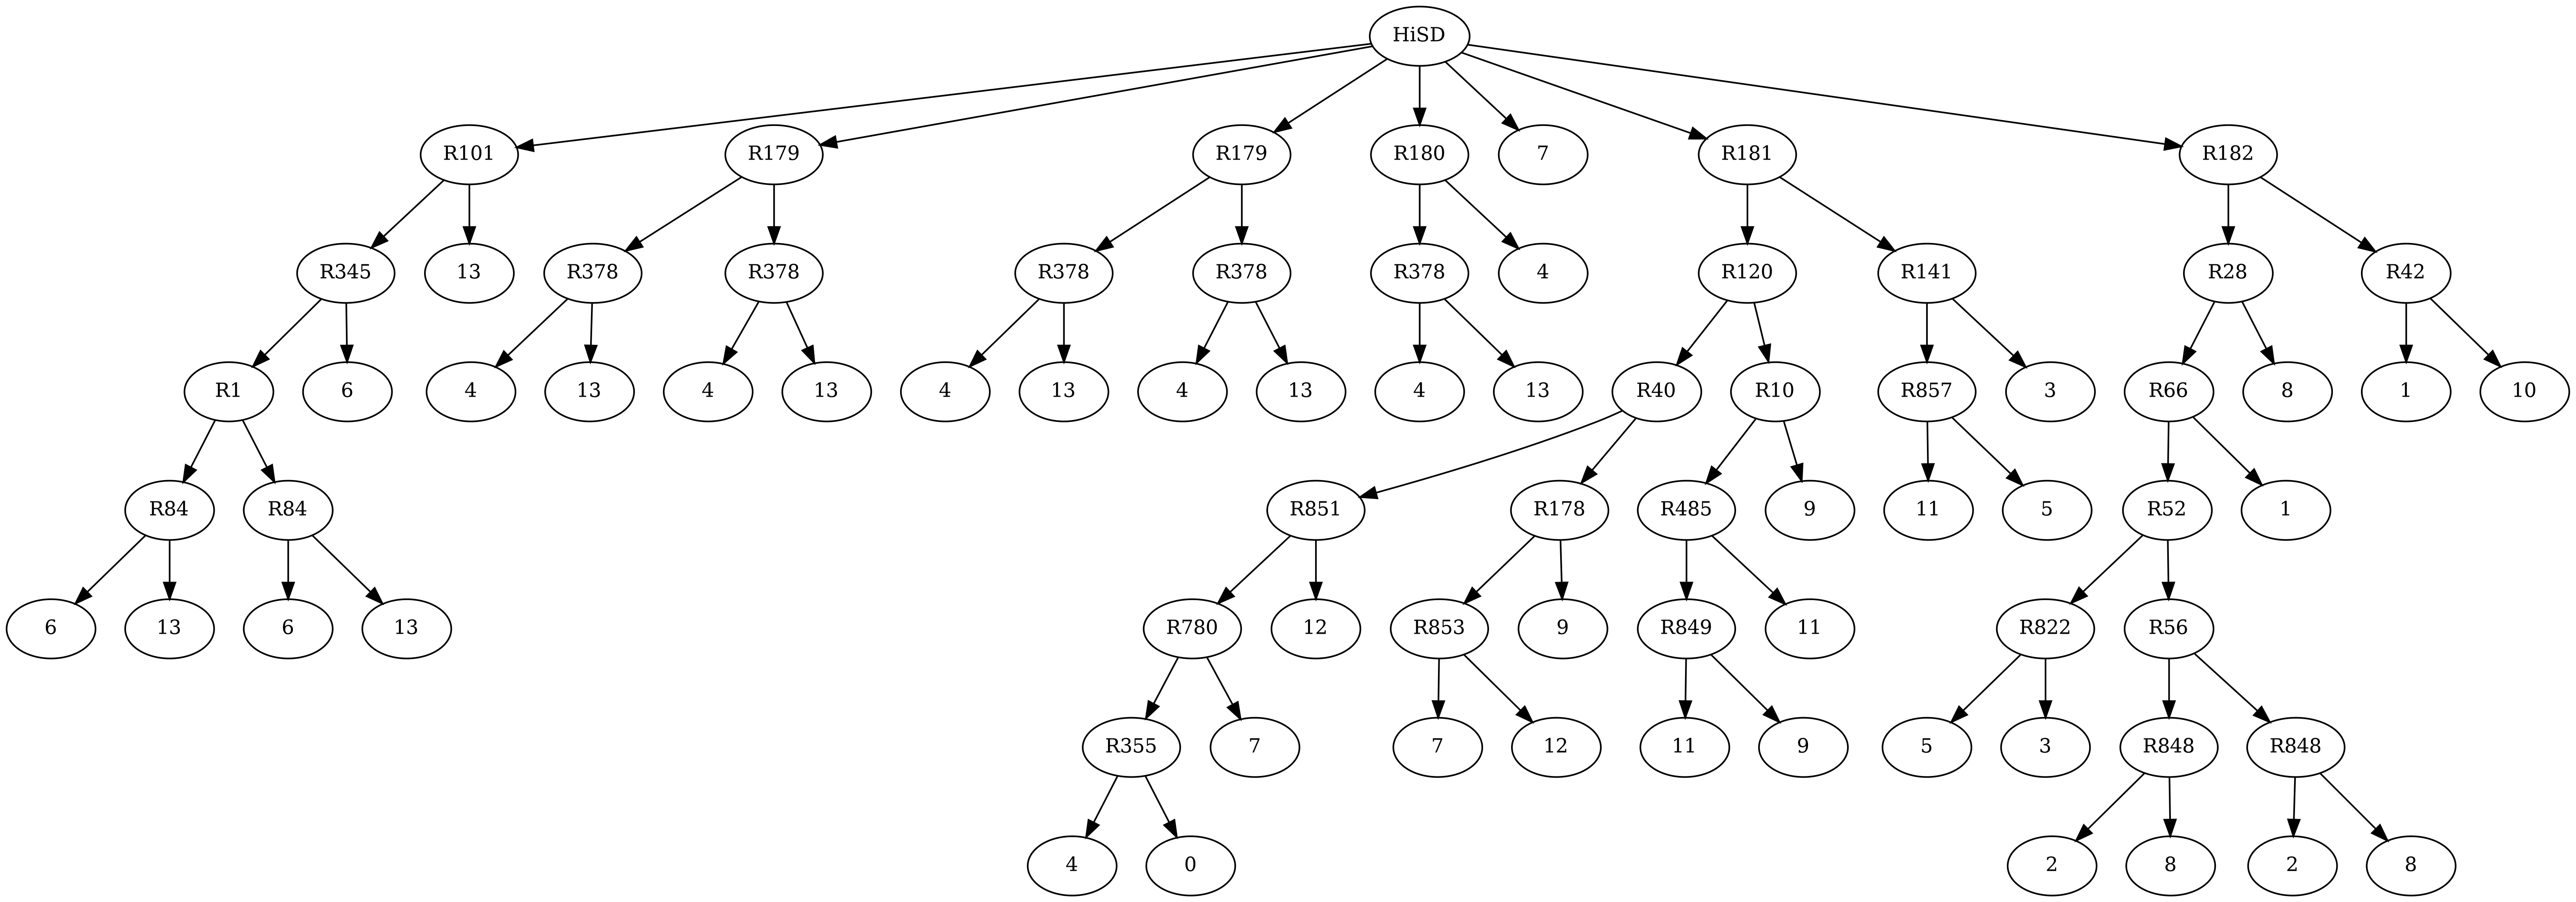 HiSD
R101 R179 R179 R180 7 R181 R182
R345 13 R378 R378 R378 R378 R378 4 R120 R141 R28 R42
R1 6 4 13 4 13 4 13 4 13 4 13 R40 R10 R857 3 R66 8 1 10
R84 R84 R851 R178 R485 9 11 5 R52 1
6 13 6 13 R780 12 R853 9 R849 11 R822 R56
R355 7 7 12 11 9 5 3 R848 R848
4 0 2 8 2 8